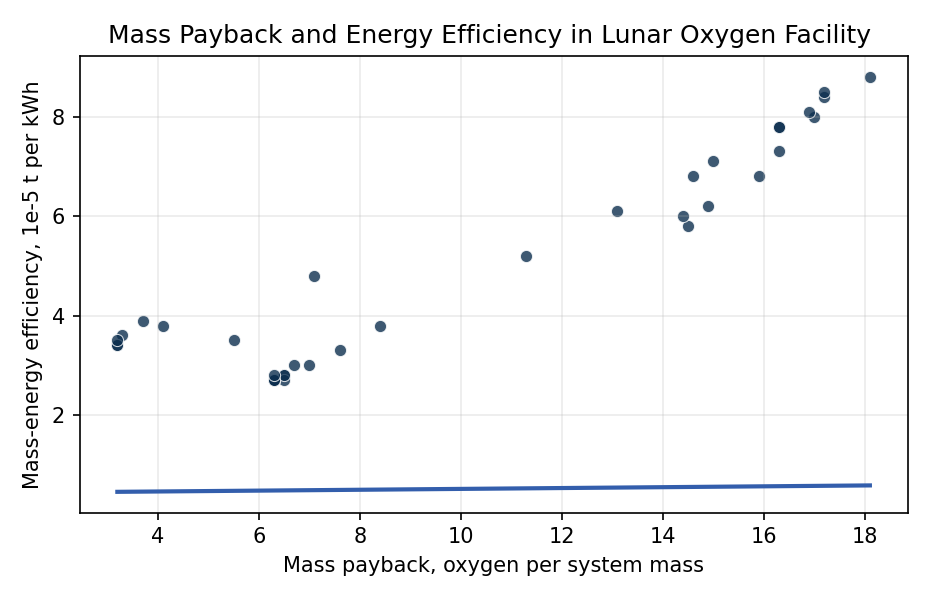 Mass Payback and Energy Efficiency in Lunar Oxygen Facility
Mass-energy efficiency, 1e-5 t per kWh
8
6
4
2
4 6 8 10 12 14 16 18
Mass payback, oxygen per system mass